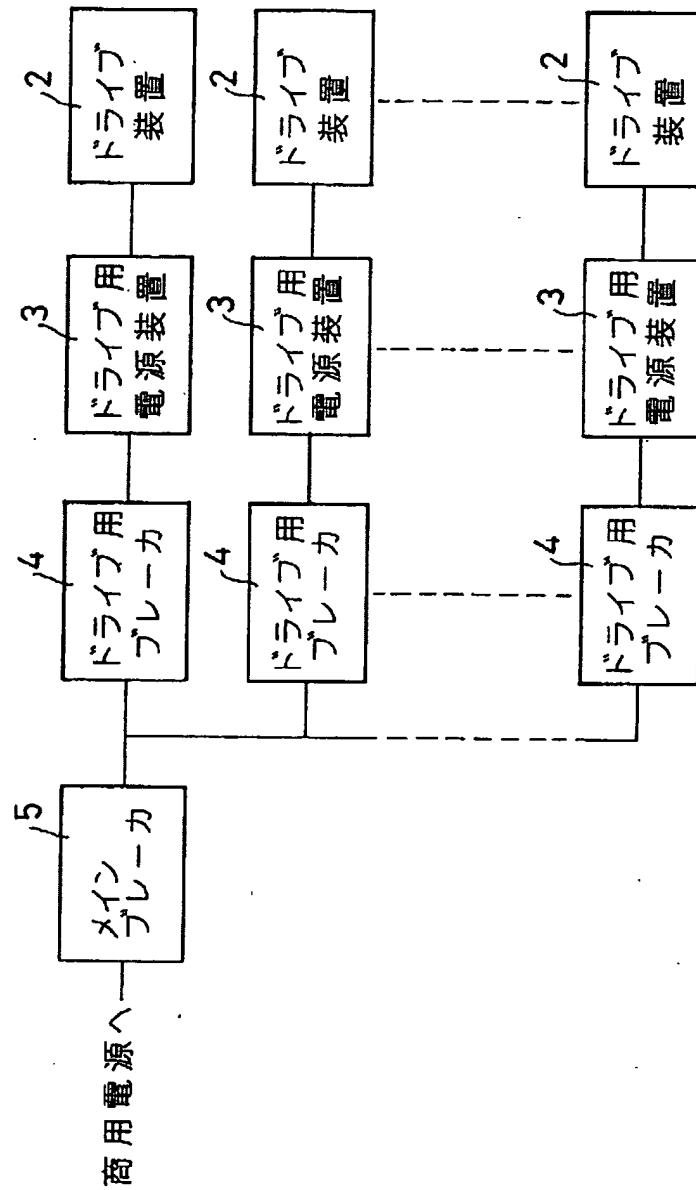 商用電源へ
5
メイン
ブレーカ
4
ドライブ用
ブレーカ
3
ドライブ用
電源装置
2
ドライブ
装置
4
ドライブ用
ブレーカ
3
ドライブ用
電源装置
2
ドライブ
装置
4
ドライブ用
ブレーカ
3
ドライブ用
電源装置
2
ドライブ
装置